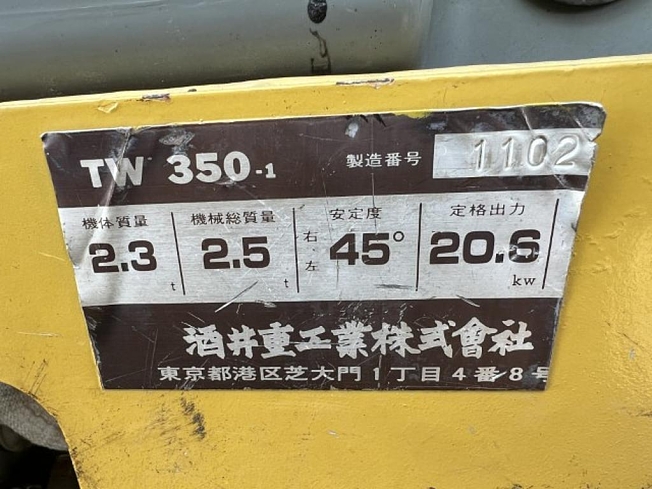 TW 350-1 製造番号 1102
機体質量 機械総質量 安定度 定格出力
2.3 t 2.5 t 右 左 45° 20.6 kw
酒井重工業株式會社
東京都港区芝大門1丁目4番8号